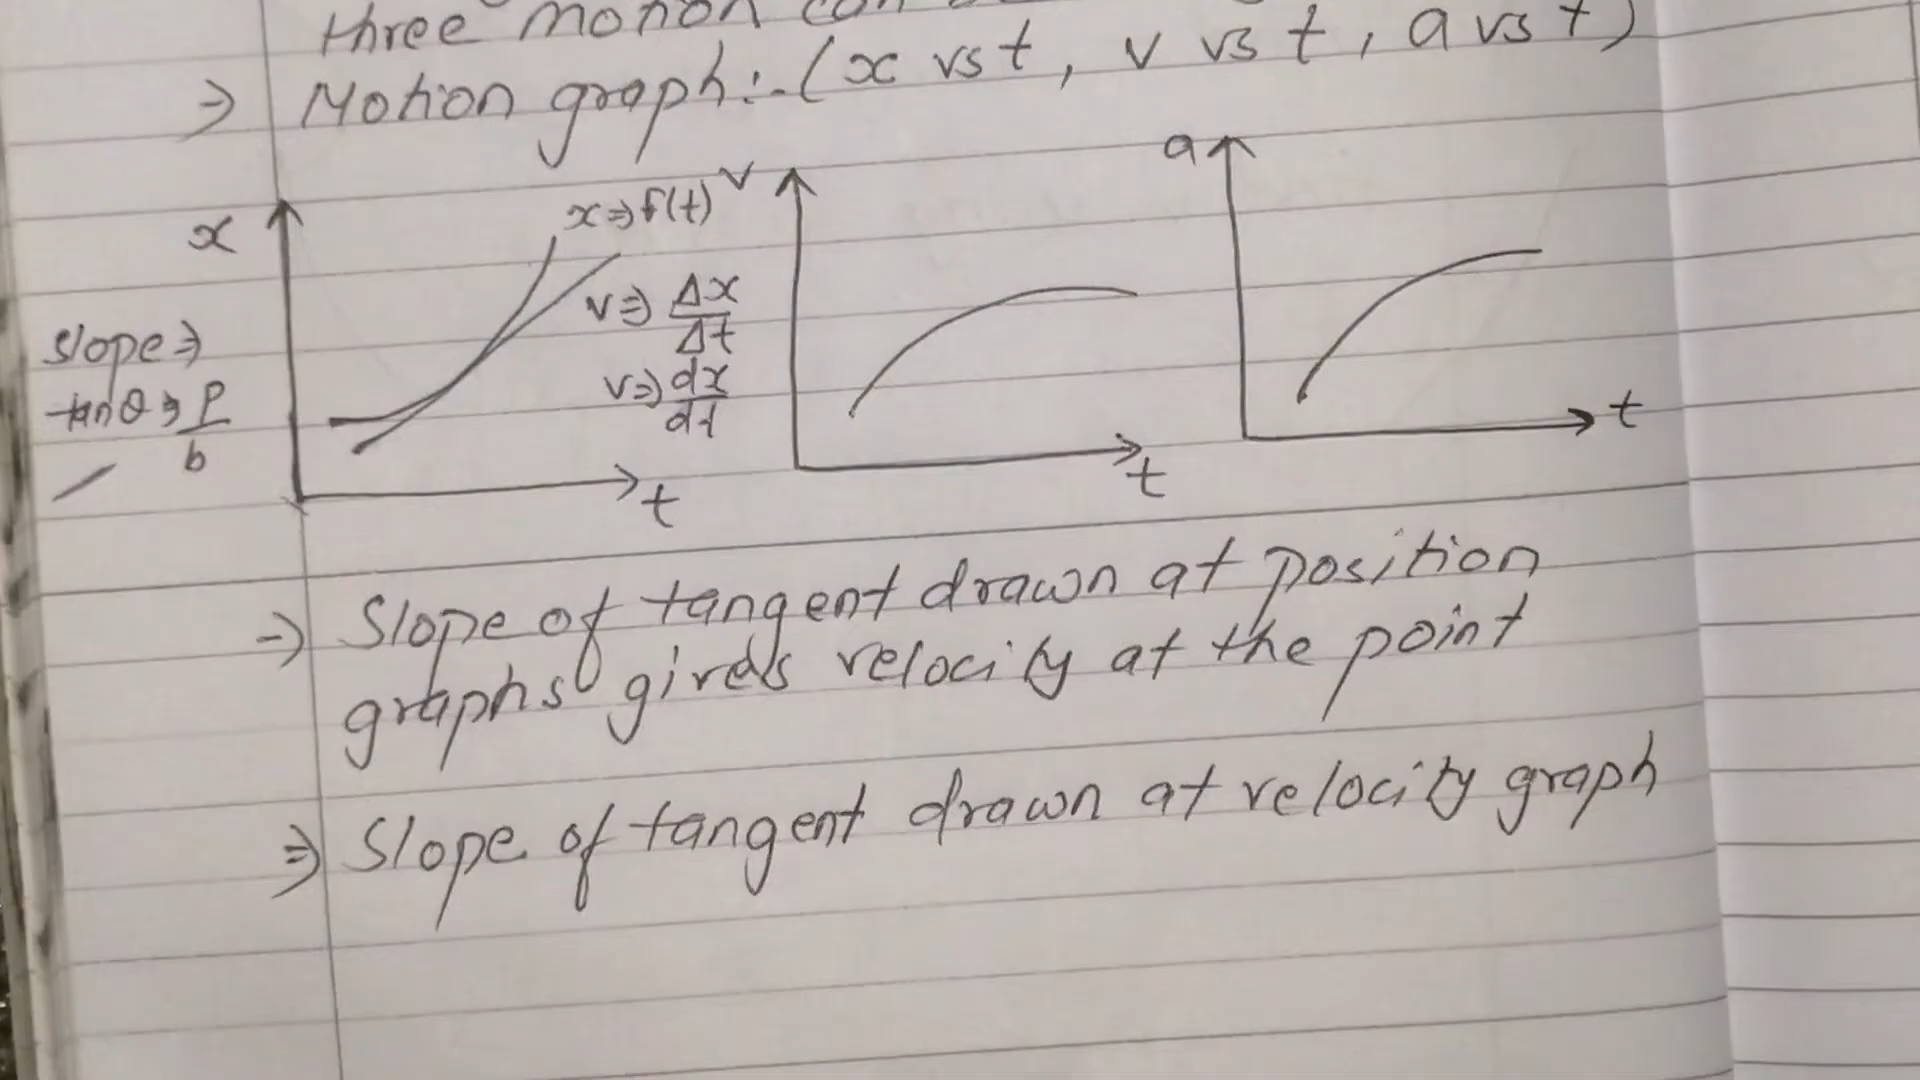 three motion can
⇒ Motion graph:-(x vs t, v vs t, a vs t)
x
x⇒f(t)
slope⇒
tanθ⇒P/b
v⇒Δx/Δt
v⇒dx/dt
t
v
t
a
t
→ Slope of tangent drawn at position
graphs gives velocity at the point
⇒ Slope of tangent drawn at velocity graph